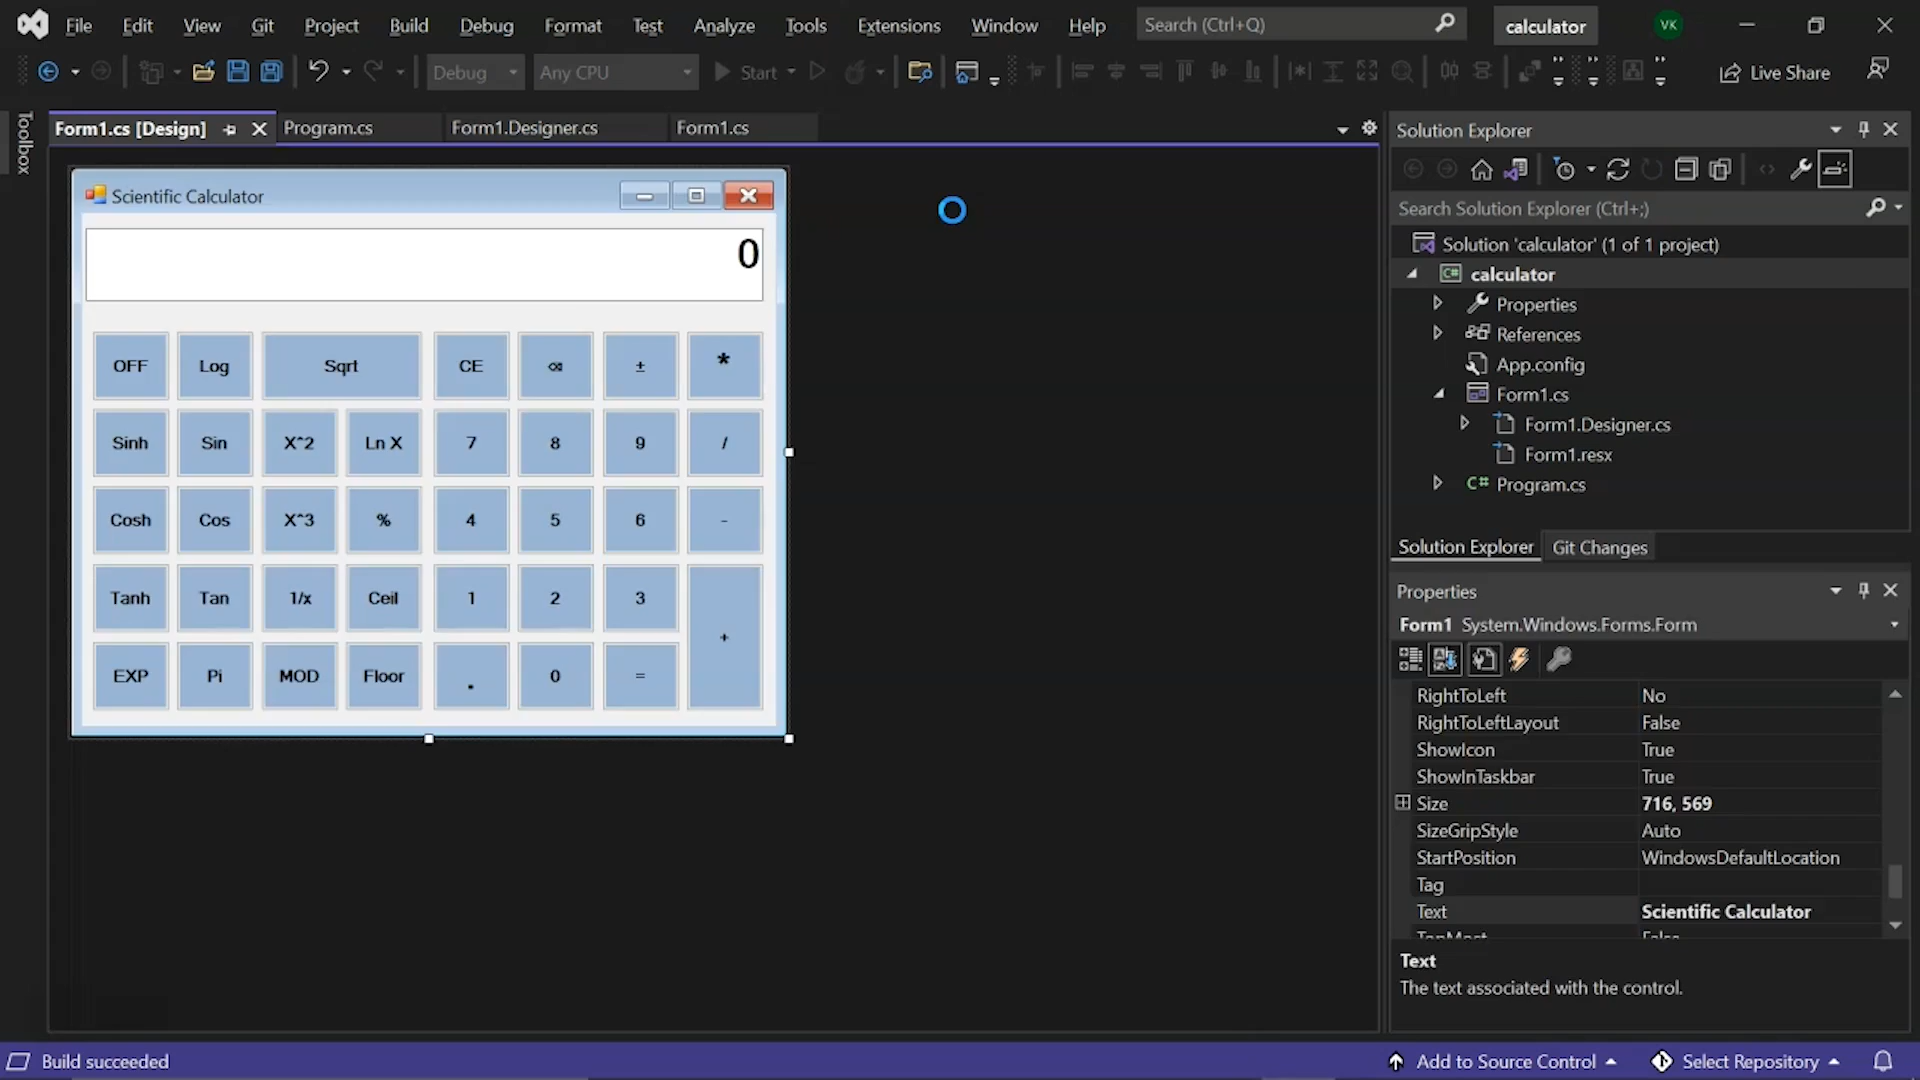 File Edit View Git Project Build Debug Format Test Analyze Tools Extensions Window Help Search (Ctrl+Q) calculator VK
Debug Any CPU Start Live Share
Toolbox
Form1.cs [Design] Program.cs Form1.Designer.cs Form1.cs
Scientific Calculator
0
OFF Log Sqrt CE ⌫ ± *
Sinh Sin X^2 Ln X 7 8 9 /
Cosh Cos X^3 % 4 5 6 -
Tanh Tan 1/x Ceil 1 2 3 +
EXP Pi MOD Floor . 0 =
Solution Explorer
Search Solution Explorer (Ctrl+;)
Solution 'calculator' (1 of 1 project)
C# calculator
Properties
References
App.config
Form1.cs
Form1.Designer.cs
Form1.resx
C# Program.cs
Solution Explorer Git Changes
Properties
Form1 System.Windows.Forms.Form
RightToLeft No
RightToLeftLayout False
ShowIcon True
ShowInTaskbar True
Size 716, 569
SizeGripStyle Auto
StartPosition WindowsDefaultLocation
Tag
Text Scientific Calculator
TopMost False
Text
The text associated with the control.
Build succeeded Add to Source Control Select Repository